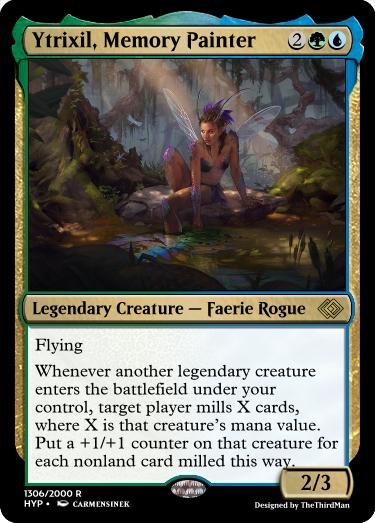 Ytrixil, Memory Painter 2
Legendary Creature — Faerie Rogue
Flying
Whenever another legendary creature
enters the battlefield under your
control, target player mills X cards,
where X is that creature's mana value.
Put a +1/+1 counter on that creature for
each nonland card milled this way.
2/3
1306/2000 R
HYP • CARMENSINEK
Designed by TheThirdMan